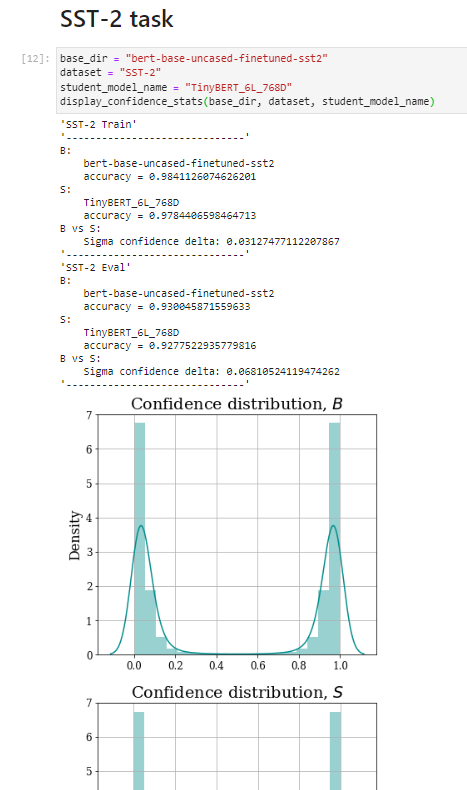 SST-2 task
[12]: base_dir = "bert-base-uncased-finetuned-sst2"
dataset = "SST-2"
student_model_name = "TinyBERT_6L_768D"
display_confidence_stats(base_dir, dataset, student_model_name)
'SST-2 Train'
'-----------------------------'
B:
bert-base-uncased-finetuned-sst2
accuracy = 0.9841126074626201
S:
TinyBERT_6L_768D
accuracy = 0.9784406598464713
B vs S:
Sigma confidence delta: 0.03127477112207867
'-----------------------------'
'SST-2 Eval'
B:
bert-base-uncased-finetuned-sst2
accuracy = 0.930045871559633
S:
TinyBERT_6L_768D
accuracy = 0.9277522935779816
B vs S:
Sigma confidence delta: 0.06810524119474262
'-----------------------------'
Confidence distribution, B
7
6
5
4
3
2
1
0
Density
0.0 0.2 0.4 0.6 0.8 1.0
Confidence distribution, S
7
6
5